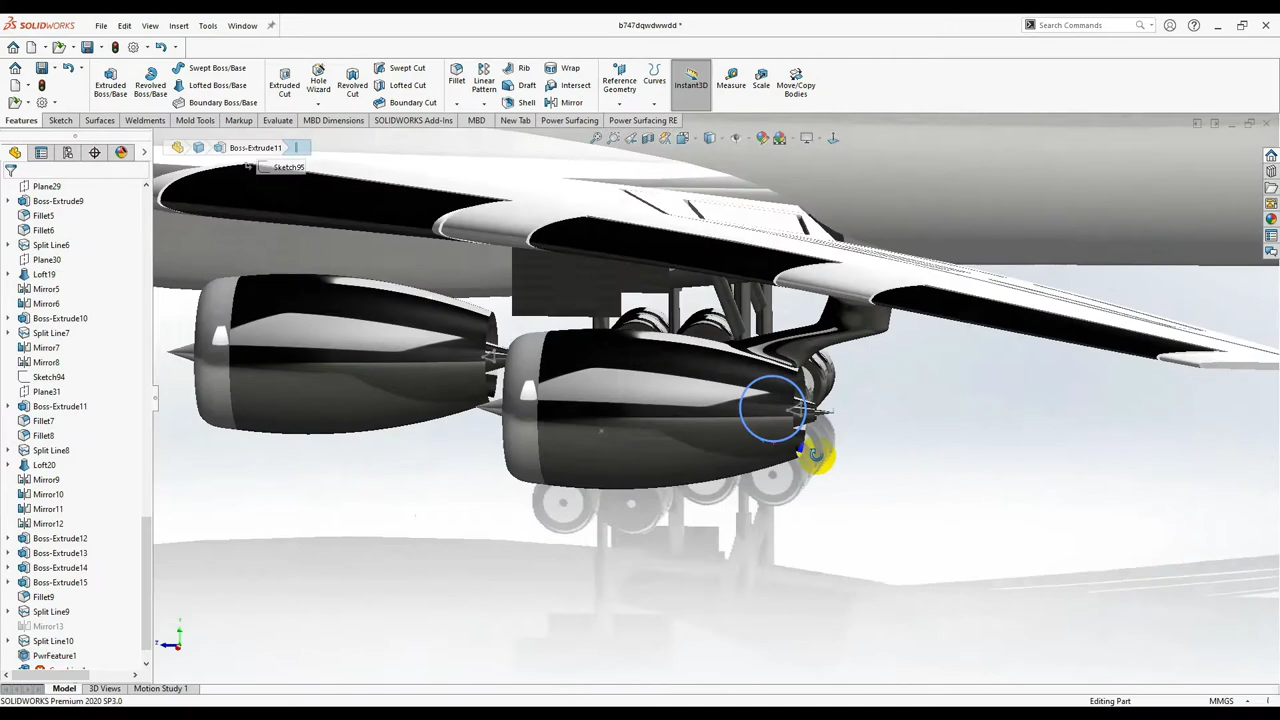 SOLIDWORKS File Edit View Insert Tools Window b747dqwdwwdd * Search Commands
Extruded Boss/Base
Revolved Boss/Base
Swept Boss/Base
Lofted Boss/Base
Boundary Boss/Base
Extruded Cut
Hole Wizard
Revolved Cut
Swept Cut
Lofted Cut
Boundary Cut
Fillet
Linear Pattern
Rib
Draft
Shell
Wrap
Intersect
Mirror
Reference Geometry
Curves
Instant3D
Measure
Scale
Move/Copy Bodies
Features Sketch Surfaces Weldments Mold Tools Markup Evaluate MBD Dimensions SOLIDWORKS Add-Ins MBD New Tab Power Surfacing Power Surfacing RE
Boss-Extrude11
Sketch95
Plane29
Boss-Extrude9
Fillet5
Fillet6
Split Line6
Plane30
Loft19
Mirror5
Mirror6
Boss-Extrude10
Split Line7
Mirror7
Mirror8
Sketch94
Plane31
Boss-Extrude11
Fillet7
Fillet8
Split Line8
Loft20
Mirror9
Mirror10
Mirror11
Mirror12
Boss-Extrude12
Boss-Extrude13
Boss-Extrude14
Boss-Extrude15
Fillet9
Split Line9
Mirror13
Split Line10
PwrFeature1
Model 3D Views Motion Study 1
SOLIDWORKS Premium 2020 SP3.0 Editing Part MMGS